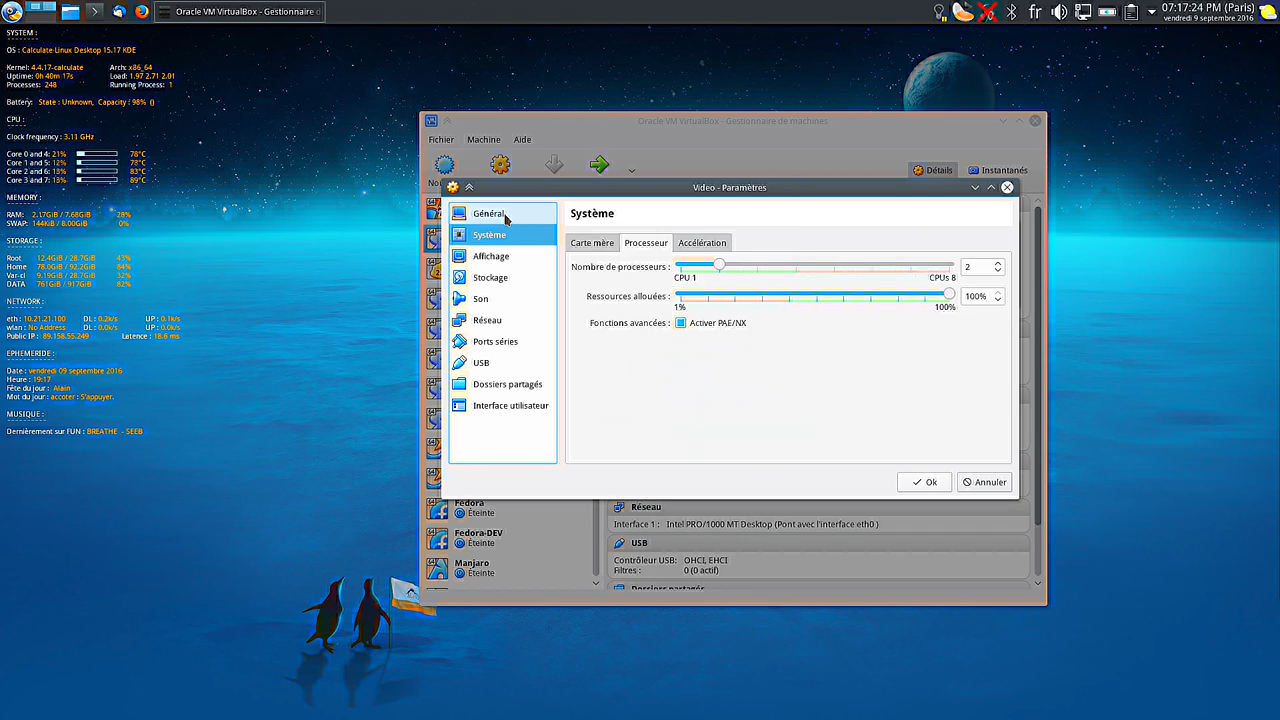 Oracle VM VirtualBox - Gestionnaire d
fr
07:17:24 PM (Paris)
vendredi 9 septembre 2016
SYSTEM :
OS : Calculate-Linux Desktop 15.17 KDE
Kernel: 4.4.17-calculate Arch: x86_64
Uptime: 0h 40m 17s Load: 1.97 2.71 2.01
Processes: 248 Running Process: 1
Battery: State : Unknown, Capacity : 98% ()
CPU :
Clock frequency : 3.11 GHz
Core 0 and 4: 21% 78°C
Core 1 and 5: 12% 78°C
Core 2 and 6: 13% 83°C
Core 3 and 7: 13% 89°C
MEMORY :
RAM: 2.17GiB / 7.68GiB 28%
SWAP: 144KiB / 8.00GiB 0%
STORAGE :
Root 12.4GiB / 28.7GiB 43%
Home 78.0GiB / 92.2GiB 84%
Var-cl 9.19GiB / 28.7GiB 32%
DATA 761GiB / 917GiB 82%
NETWORK :
eth : 10.21.21.100 DL : 0.2k/s UP : 0.1k/s
wlan : No Address DL : 0.0k/s UP : 0.0k/s
Public IP : 89.158.55.249 Latence : 18.6 ms
EPHEMERIDE :
Date : vendredi 09 septembre 2016
Heure : 19:17
Fête du jour : Alain
Mot du jour : accoter : S'appuyer.
MUSIQUE :
Dernièrement sur FUN : BREATHE - SEEB
Oracle VM VirtualBox - Gestionnaire de machines
Fichier Machine Aide
Détails Instantanés
Video - Paramètres
Général
Système
Affichage
Stockage
Son
Réseau
Ports séries
USB
Dossiers partagés
Interface utilisateur
Système
Carte mère Processeur Accélération
Nombre de processeurs : 2
CPU 1 CPUs 8
Ressources allouées : 100%
1% 100%
Fonctions avancées : Activer PAE/NX
Ok Annuler
Fedora
Éteinte
Fedora-DEV
Éteinte
Manjaro
Éteinte
Réseau
Interface 1 : Intel PRO/1000 MT Desktop (Pont avec l'interface eth0 )
USB
Contrôleur USB: OHCI, EHCI
Filtres : 0 (0 actif)
Dossiers partagés